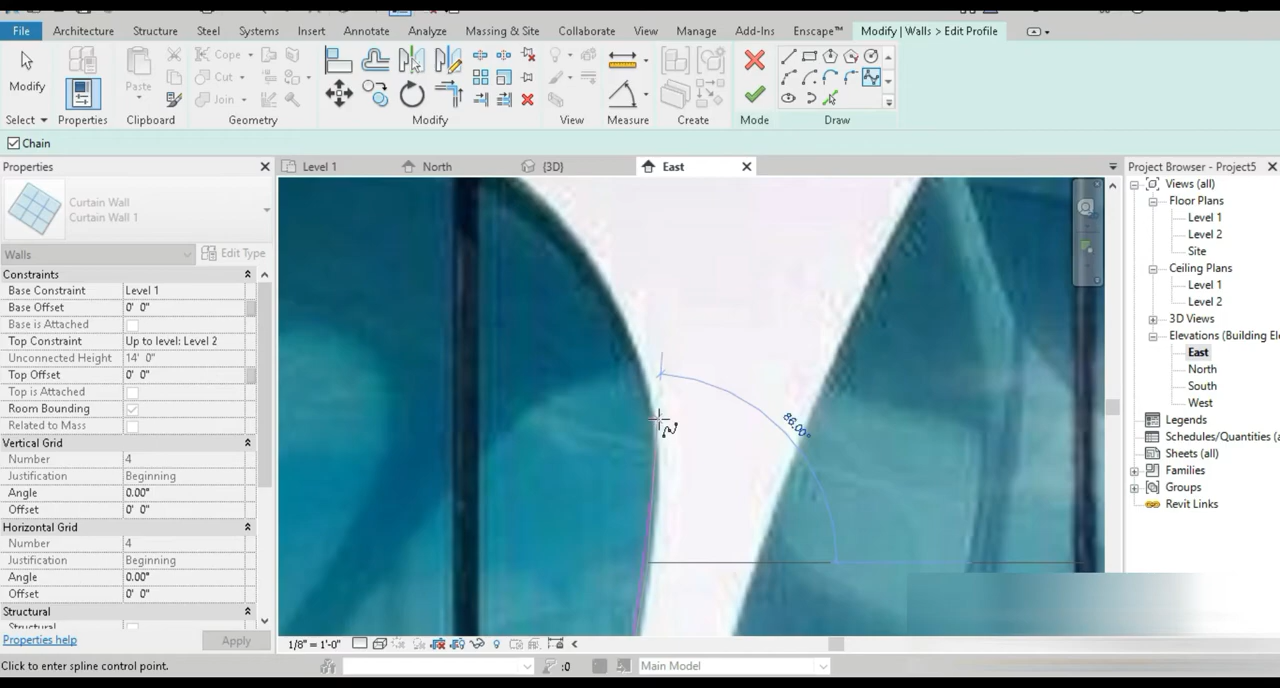 File Architecture Structure Steel Systems Insert Annotate Analyze Massing & Site Collaborate View Manage Add-Ins Enscape™ Modify | Walls > Edit Profile
Modify
Paste
Cope
Cut
Join
Select Properties Clipboard Geometry Modify View Measure Create Mode Draw
Chain
Properties
Level 1
North
{3D}
East
Project Browser - Project5
Curtain Wall
Curtain Wall 1
Walls
Edit Type
Constraints
Base Constraint Level 1
Base Offset 0' 0"
Base is Attached
Top Constraint Up to level: Level 2
Unconnected Height 14' 0"
Top Offset 0' 0"
Top is Attached
Room Bounding
Related to Mass
Vertical Grid
Number 4
Justification Beginning
Angle 0.00°
Offset 0' 0"
Horizontal Grid
Number 4
Justification Beginning
Angle 0.00°
Offset 0' 0"
Structural
Structural
Properties help
Apply
86.00°
Views (all)
Floor Plans
Level 1
Level 2
Site
Ceiling Plans
Level 1
Level 2
3D Views
Elevations (Building El
East
North
South
West
Legends
Schedules/Quantities (a
Sheets (all)
Families
Groups
Revit Links
1/8" = 1'-0"
Click to enter spline control point.
:0
Main Model